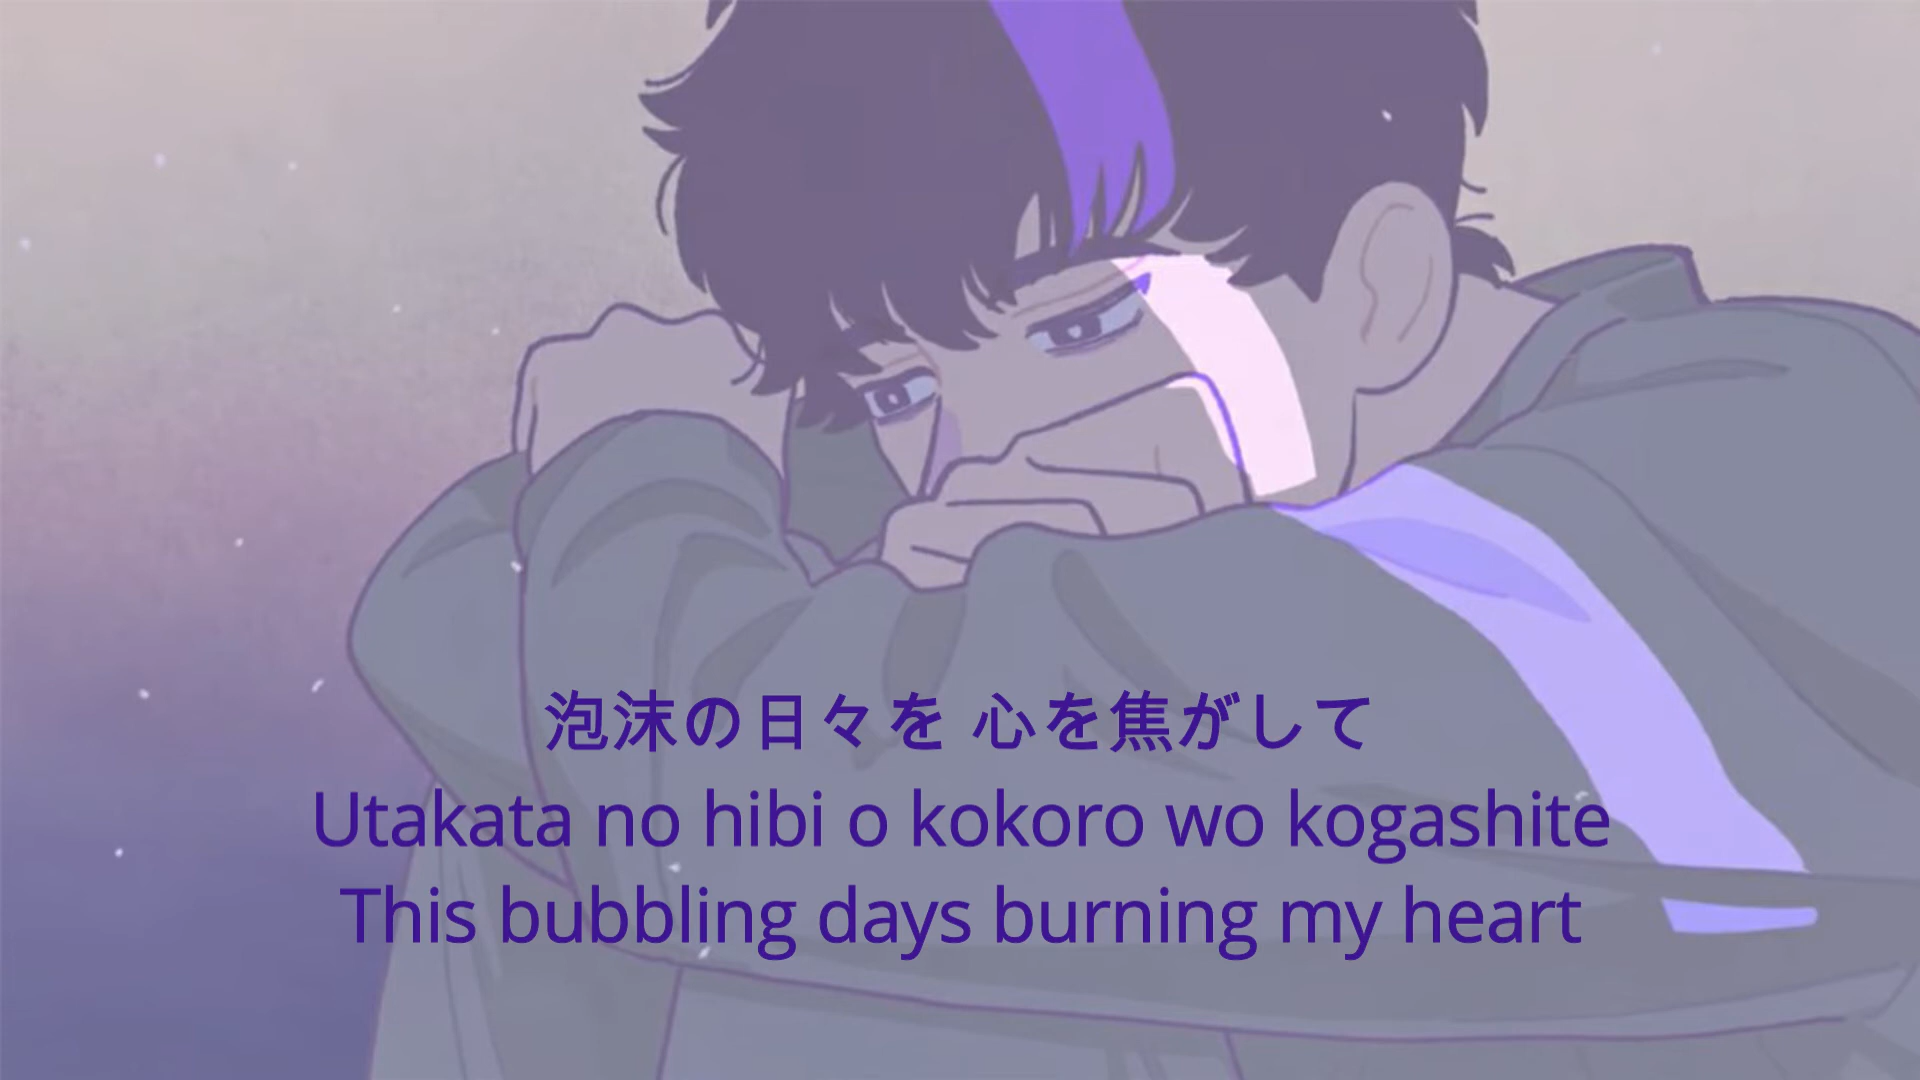 泡沫の日々を 心を焦がして
Utakata no hibi o kokoro wo kogashite
This bubbling days burning my heart